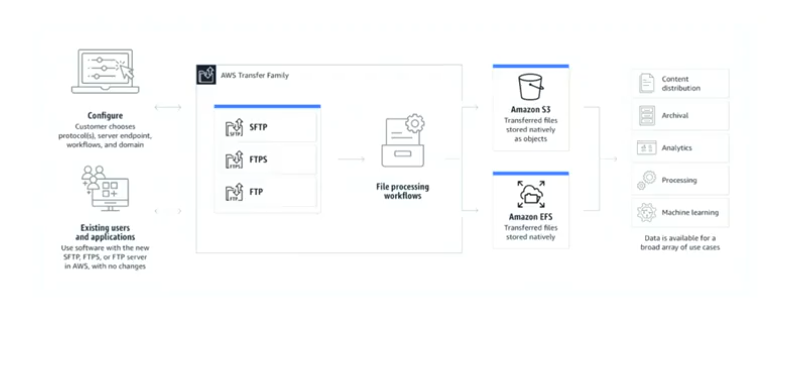 Configure
Customer chooses
protocol(s), server endpoint,
workflows, and domain
Existing users
and applications
Use software with the new
SFTP, FTPS, or FTP server
in AWS, with no changes
AWS Transfer Family
SFTP
SFTP
FTPS
FTPS
FTP
FTP
File processing
workflows
Amazon S3
Transferred files
stored natively
as objects
Amazon EFS
Transferred files
stored natively
Content
distribution
Archival
Analytics
Processing
Machine learning
Data is available for a
broad array of use cases